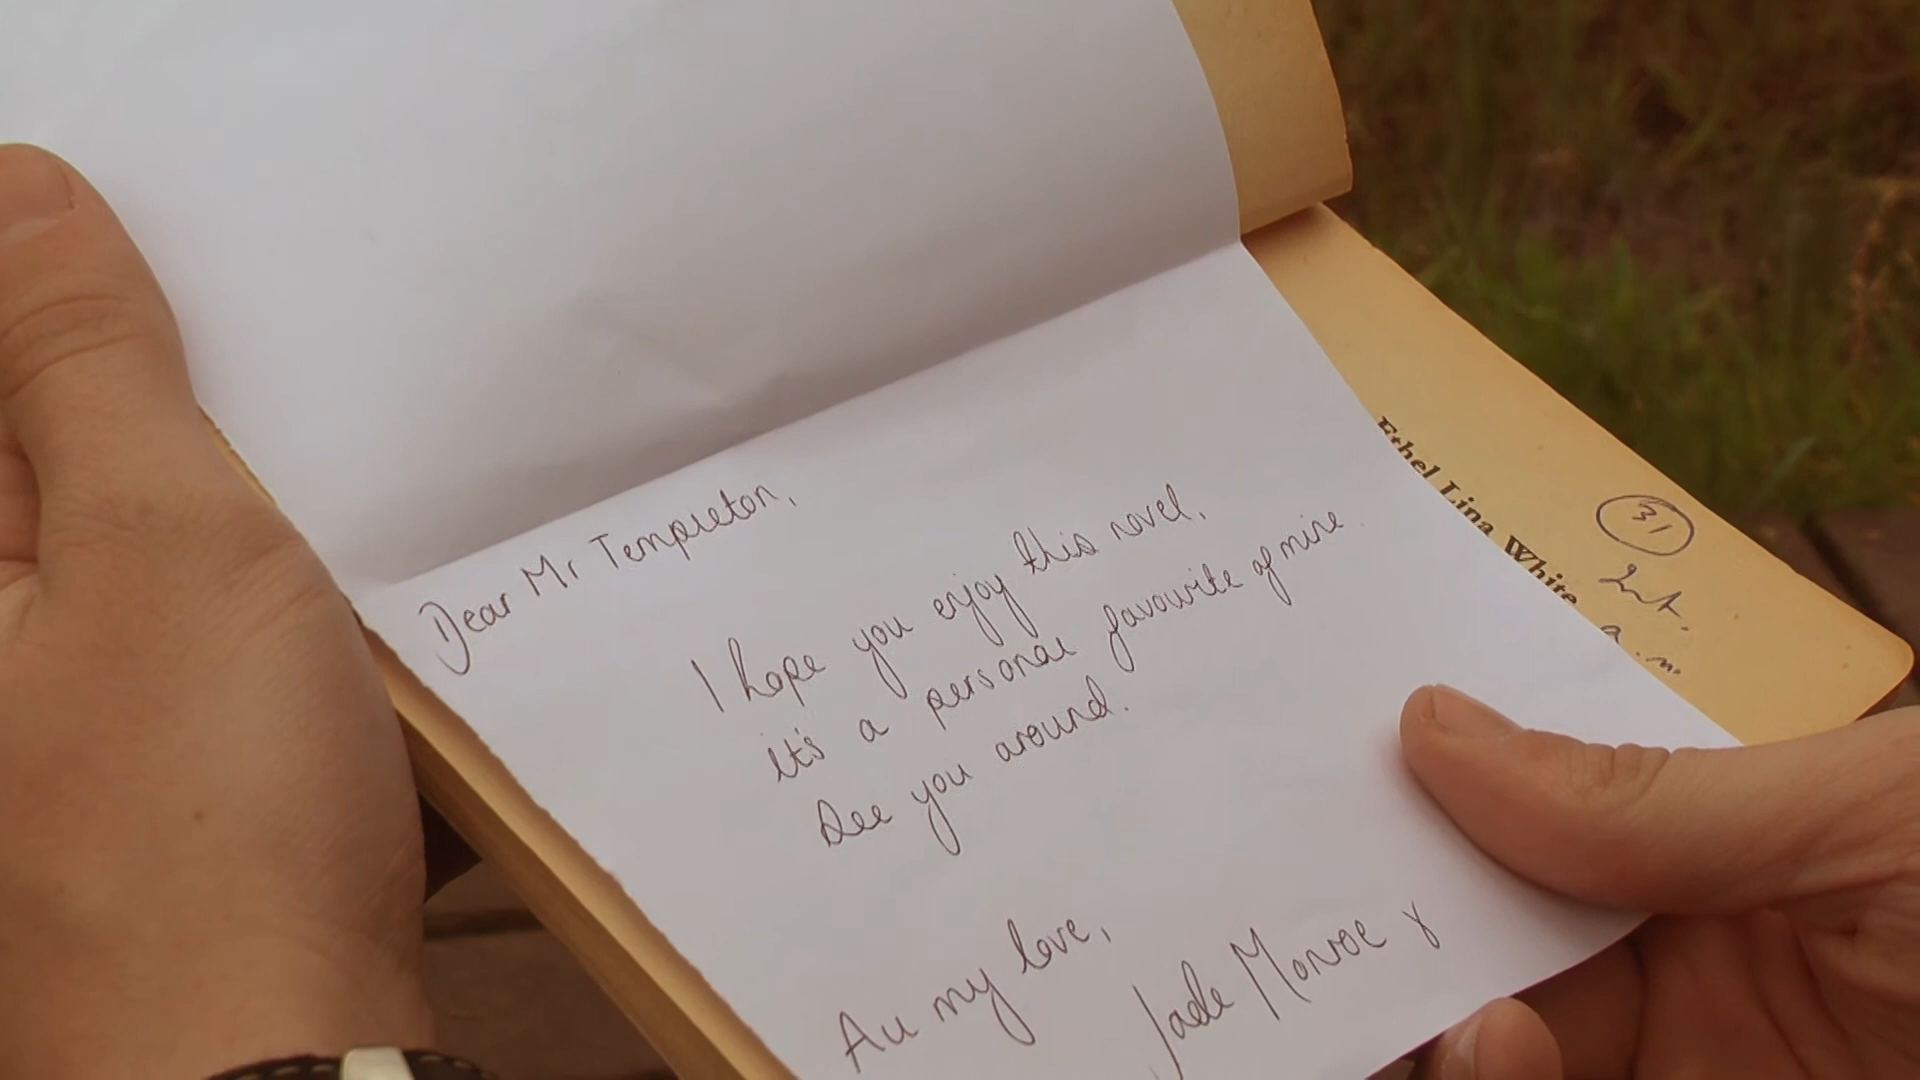 Dear Mr Templeton,
I hope you enjoy this novel,
it's a personal favourite of mine.
See you around.
All my love,
Jade Monroe x
Ethel Lina White
31